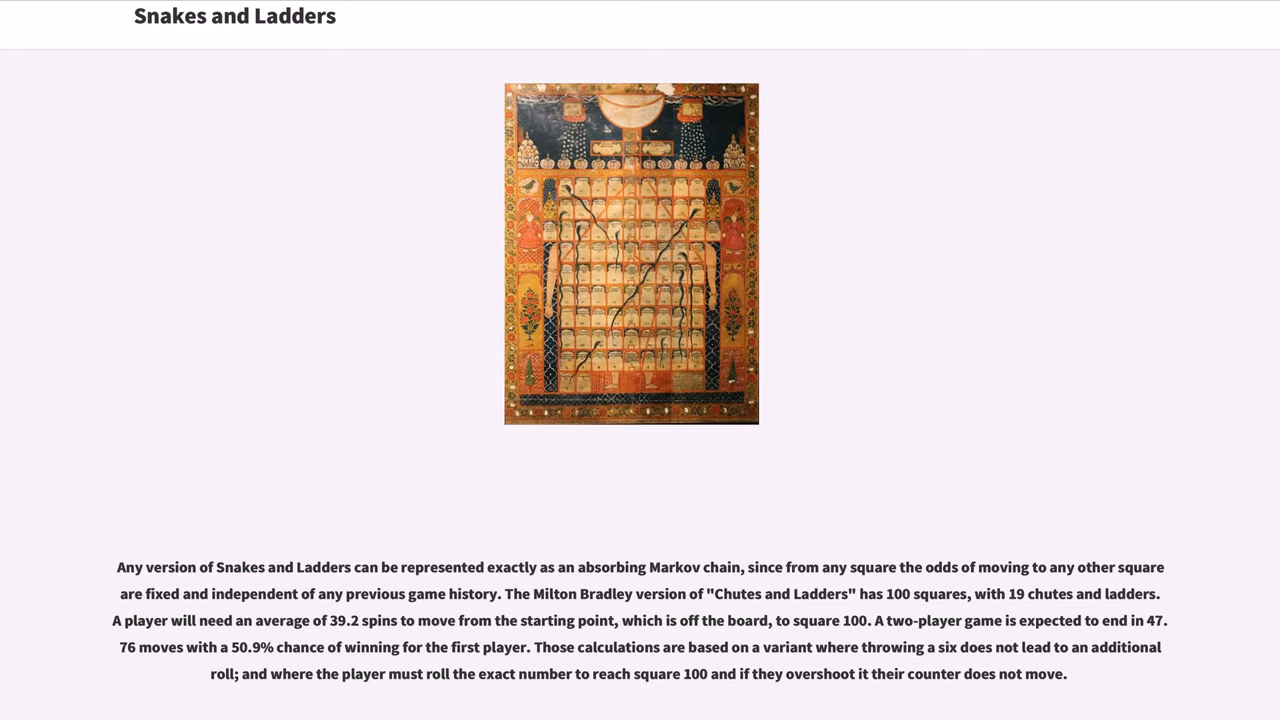 Snakes and Ladders
Any version of Snakes and Ladders can be represented exactly as an absorbing Markov chain, since from any square the odds of moving to any other square
are fixed and independent of any previous game history. The Milton Bradley version of "Chutes and Ladders" has 100 squares, with 19 chutes and ladders.
A player will need an average of 39.2 spins to move from the starting point, which is off the board, to square 100. A two-player game is expected to end in 47.
76 moves with a 50.9% chance of winning for the first player. Those calculations are based on a variant where throwing a six does not lead to an additional
roll; and where the player must roll the exact number to reach square 100 and if they overshoot it their counter does not move.